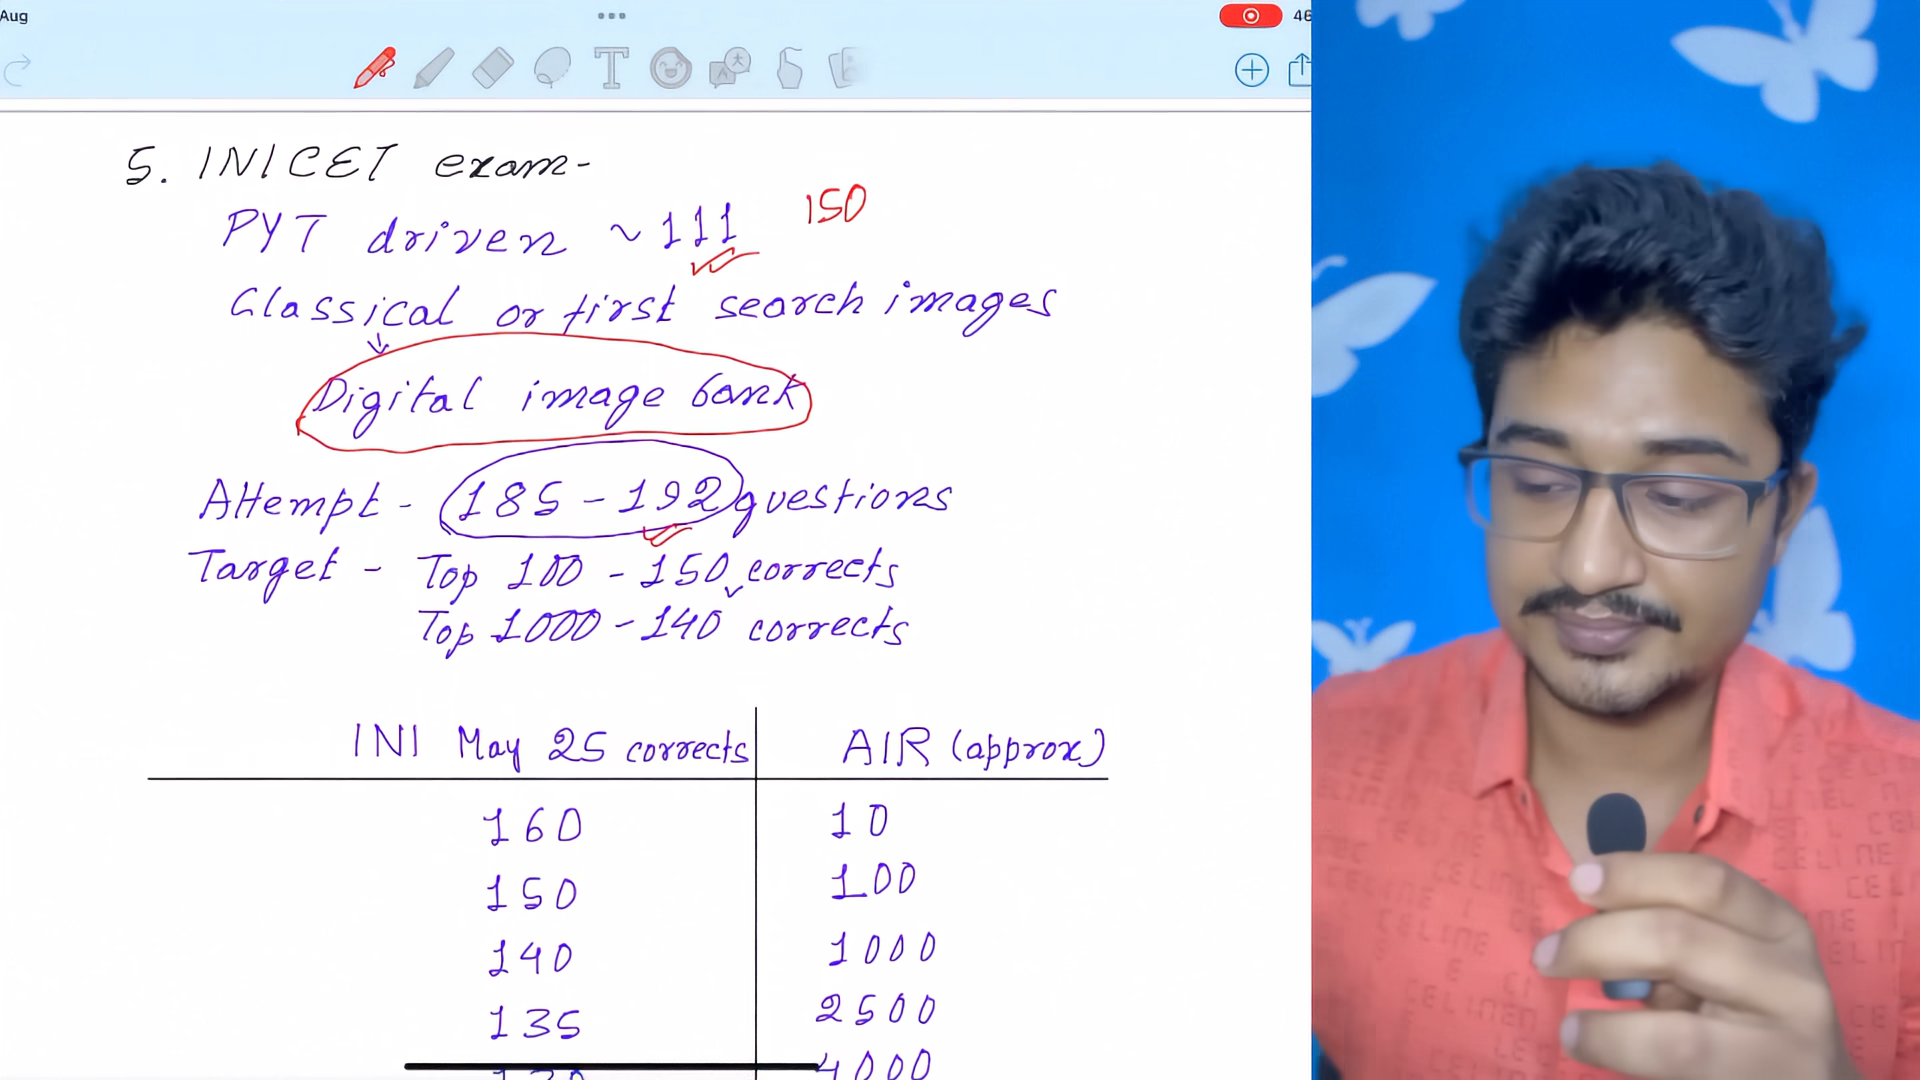 Aug
46
5. INICET exam-
PYT driven ~111 150
Classical or first search images
Digital image bank
Attempt - (185 - 192) questions
Target - Top 100 - 150 corrects
Top 1000 - 140 corrects
INI May 25 corrects AIR (approx)
160 10
150 100
140 1000
135 2500
130 4000